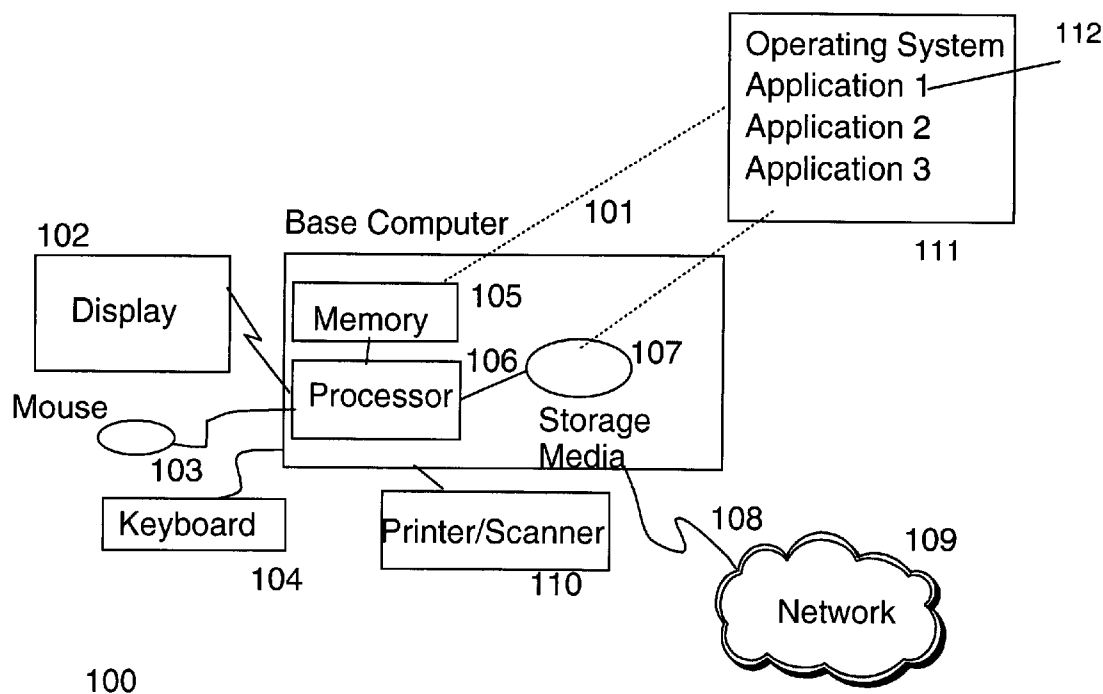 112
Operating System
Application 1
Application 2
Application 3
101
111
Base Computer
102
Display
105
Memory
106
Processor
107
Storage
Media
Mouse
103
Keyboard
104
Printer/Scanner
110
108
109
Network
100